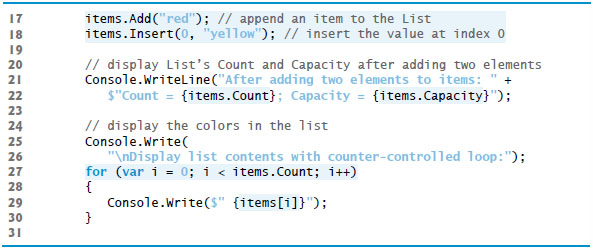 17 items.Add("red"); // append an item to the List
18 items.Insert(0, "yellow"); // insert the value at index 0
19
20 // display List’s Count and Capacity after adding two elements
21 Console.WriteLine("After adding two elements to items: " +
22 $"Count = {items.Count}; Capacity = {items.Capacity}");
23
24 // display the colors in the list
25 Console.Write(
26 "\nDisplay list contents with counter-controlled loop:");
27 for (var i = 0; i < items.Count; i++)
28 {
29 Console.Write($" {items[i]}");
30 }
31